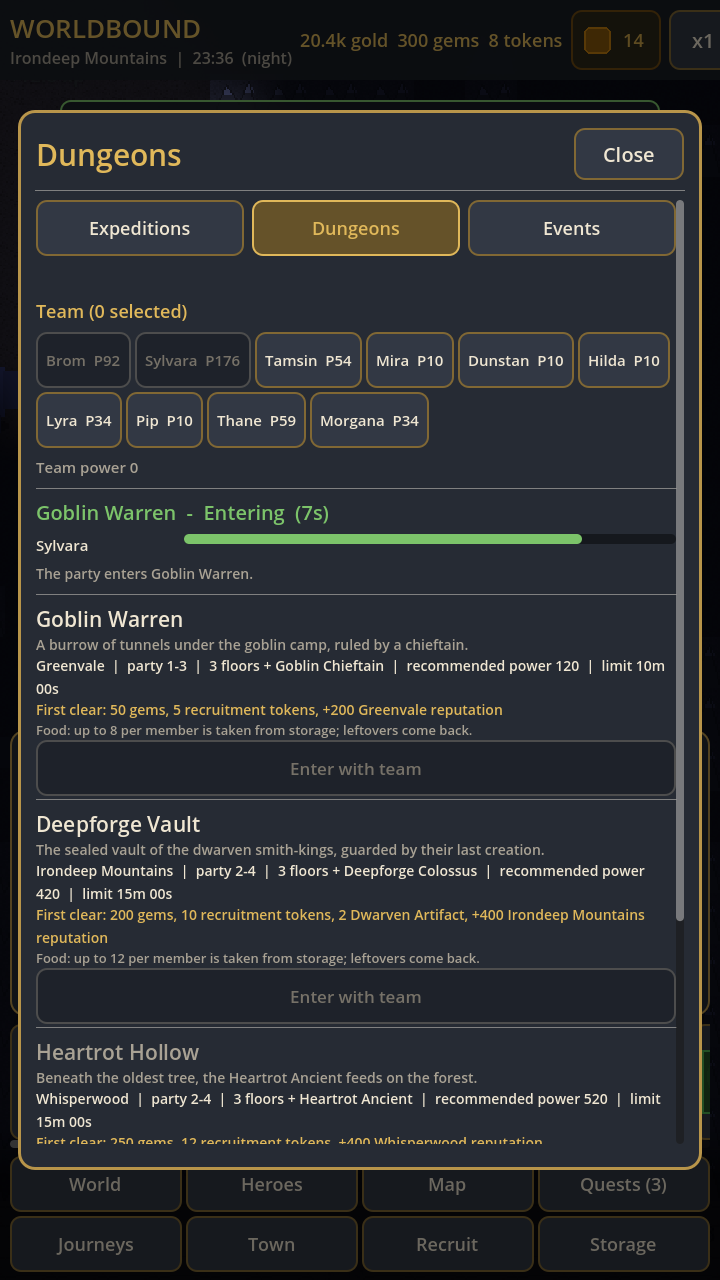 WORLDBOUND
Irondeep Mountains | 23:36 (night)
20.4k gold 300 gems 8 tokens
14
x1
Dungeons
Close
Expeditions
Dungeons
Events
Team (0 selected)
Brom P92
Sylvara P176
Tamsin P54
Mira P10
Dunstan P10
Hilda P10
Lyra P34
Pip P10
Thane P59
Morgana P34
Team power 0
Goblin Warren - Entering (7s)
Sylvara
The party enters Goblin Warren.
Goblin Warren
A burrow of tunnels under the goblin camp, ruled by a chieftain.
Greenvale | party 1-3 | 3 floors + Goblin Chieftain | recommended power 120 | limit 10m
00s
First clear: 50 gems, 5 recruitment tokens, +200 Greenvale reputation
Food: up to 8 per member is taken from storage; leftovers come back.
Enter with team
Deepforge Vault
The sealed vault of the dwarven smith-kings, guarded by their last creation.
Irondeep Mountains | party 2-4 | 3 floors + Deepforge Colossus | recommended power
420 | limit 15m 00s
First clear: 200 gems, 10 recruitment tokens, 2 Dwarven Artifact, +400 Irondeep Mountains
reputation
Food: up to 12 per member is taken from storage; leftovers come back.
Enter with team
Heartrot Hollow
Beneath the oldest tree, the Heartrot Ancient feeds on the forest.
Whisperwood | party 2-4 | 3 floors + Heartrot Ancient | recommended power 520 | limit
15m 00s
First clear: 250 gems, 12 recruitment tokens, +400 Whisperwood reputation
World
Heroes
Map
Quests (3)
Journeys
Town
Recruit
Storage